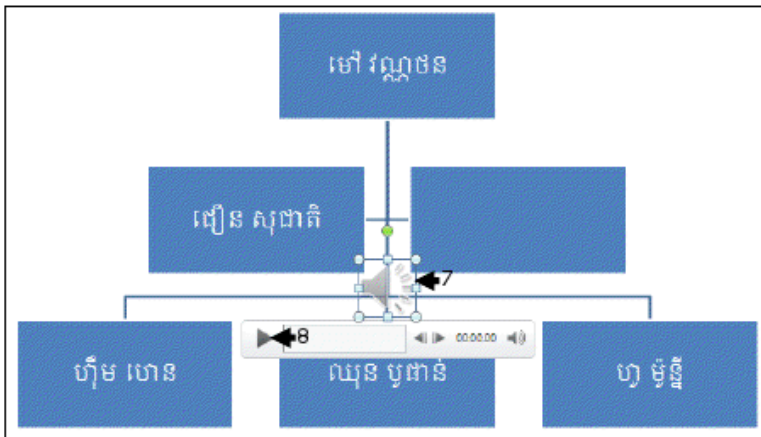 មៅ វណ្ណថន
ជឿន សុជាតិ
7
8
00:00.00
ហ៊ឹម ហេន
ឈុន បូផាន់
ហូ ម៉ូន្នី